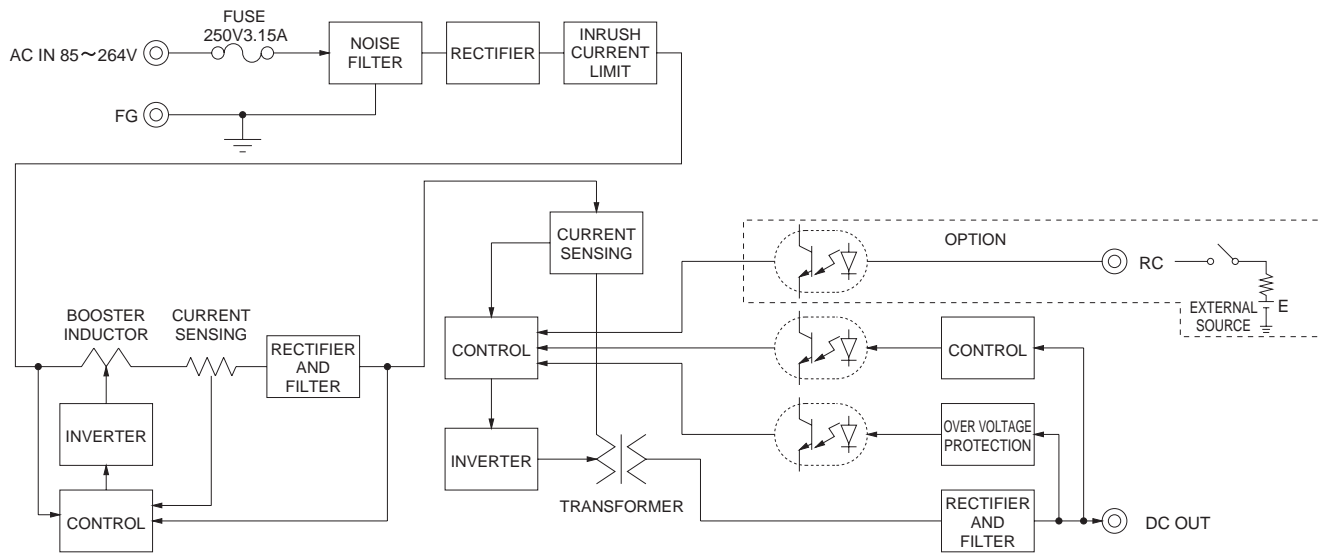 FUSE
250V3.15A
AC IN 85～264V
NOISE
FILTER
RECTIFIER
INRUSH
CURRENT
LIMIT
FG
CURRENT
SENSING
OPTION
RC
E
EXTERNAL
SOURCE
BOOSTER
INDUCTOR
CURRENT
SENSING
RECTIFIER
AND
FILTER
CONTROL
CONTROL
INVERTER
OVER VOLTAGE
PROTECTION
INVERTER
TRANSFORMER
CONTROL
RECTIFIER
AND
FILTER
DC OUT